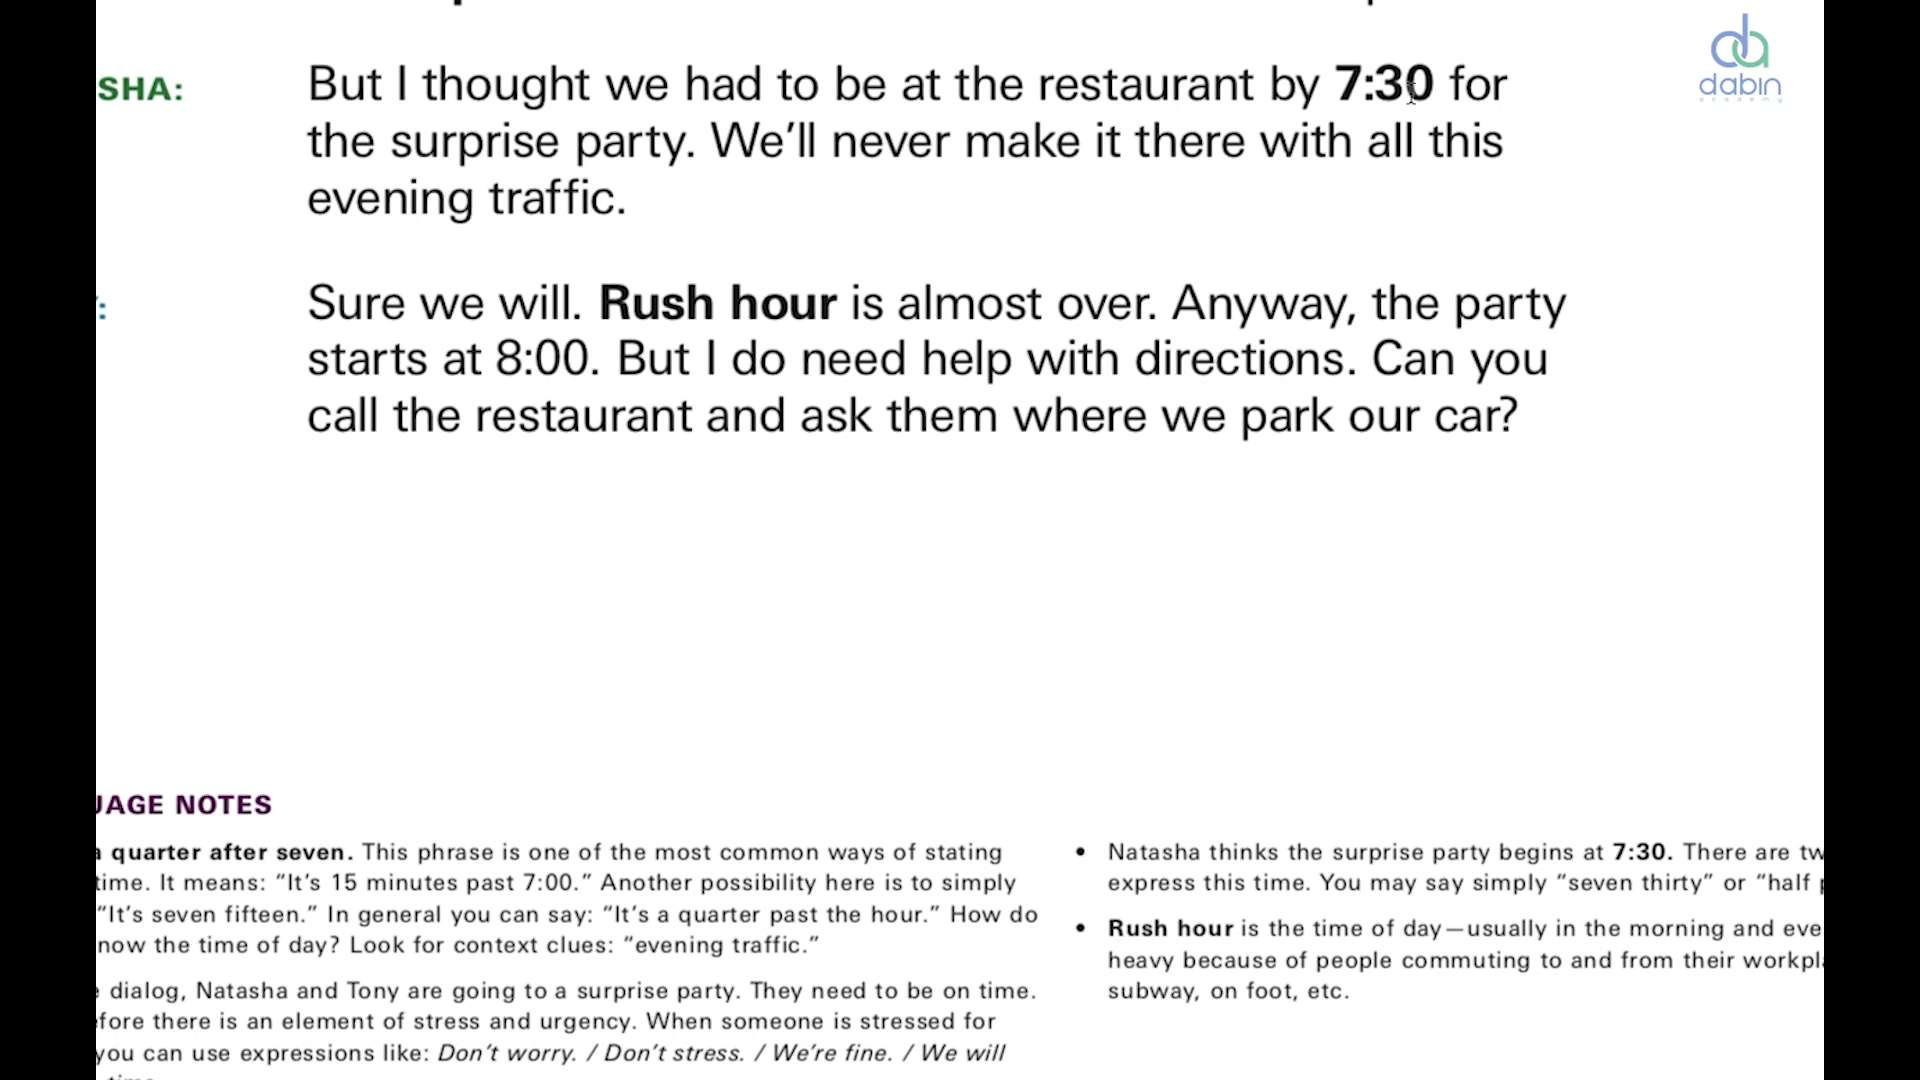 SHA: But I thought we had to be at the restaurant by 7:30 for
the surprise party. We'll never make it there with all this
evening traffic.
: Sure we will. Rush hour is almost over. Anyway, the party
starts at 8:00. But I do need help with directions. Can you
call the restaurant and ask them where we park our car?
dabin
academy
UAGE NOTES
a quarter after seven. This phrase is one of the most common ways of stating
time. It means: “It’s 15 minutes past 7:00.” Another possibility here is to simply
“It’s seven fifteen.” In general you can say: “It’s a quarter past the hour.” How do
now the time of day? Look for context clues: “evening traffic.”
dialog, Natasha and Tony are going to a surprise party. They need to be on time.
fore there is an element of stress and urgency. When someone is stressed for
you can use expressions like: Don’t worry. / Don’t stress. / We’re fine. / We will
• Natasha thinks the surprise party begins at 7:30. There are tw
express this time. You may say simply “seven thirty” or “half
• Rush hour is the time of day—usually in the morning and eve
heavy because of people commuting to and from their workpl
subway, on foot, etc.